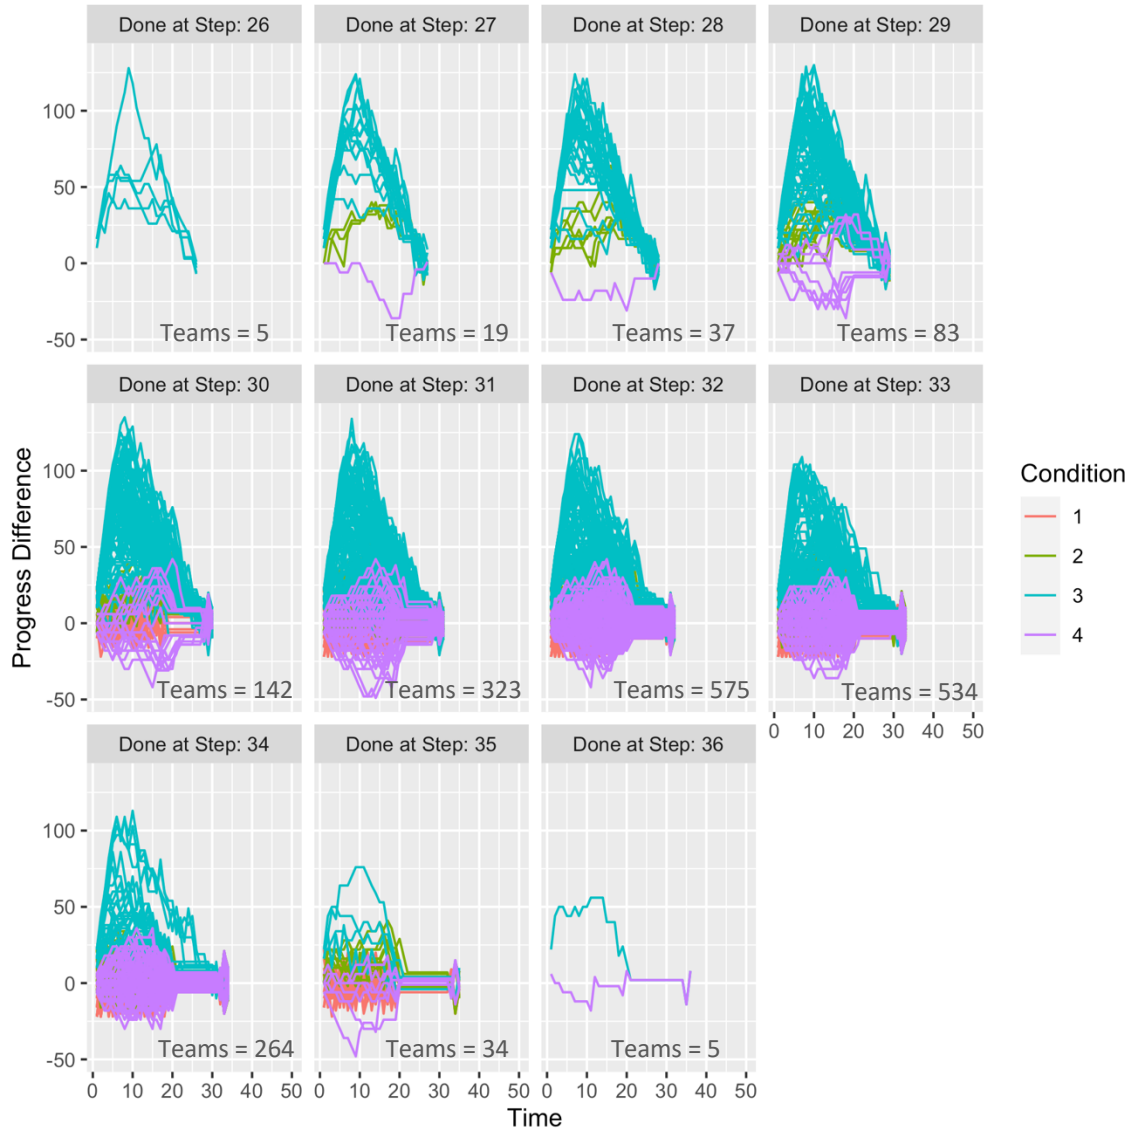 Done at Step: 26 Done at Step: 27 Done at Step: 28 Done at Step: 29
100
50
0
-50
Teams = 5 Teams = 19 Teams = 37 Teams = 83
Done at Step: 30 Done at Step: 31 Done at Step: 32 Done at Step: 33
100
50
0
-50
Teams = 142 Teams = 323 Teams = 575 Teams = 534
0 10 20 30 40 50
Done at Step: 34 Done at Step: 35 Done at Step: 36
100
50
0
-50
Teams = 264 Teams = 34 Teams = 5
0 10 20 30 40 50 0 10 20 30 40 50 0 10 20 30 40 50
Time
Progress Difference
Condition
1
2
3
4